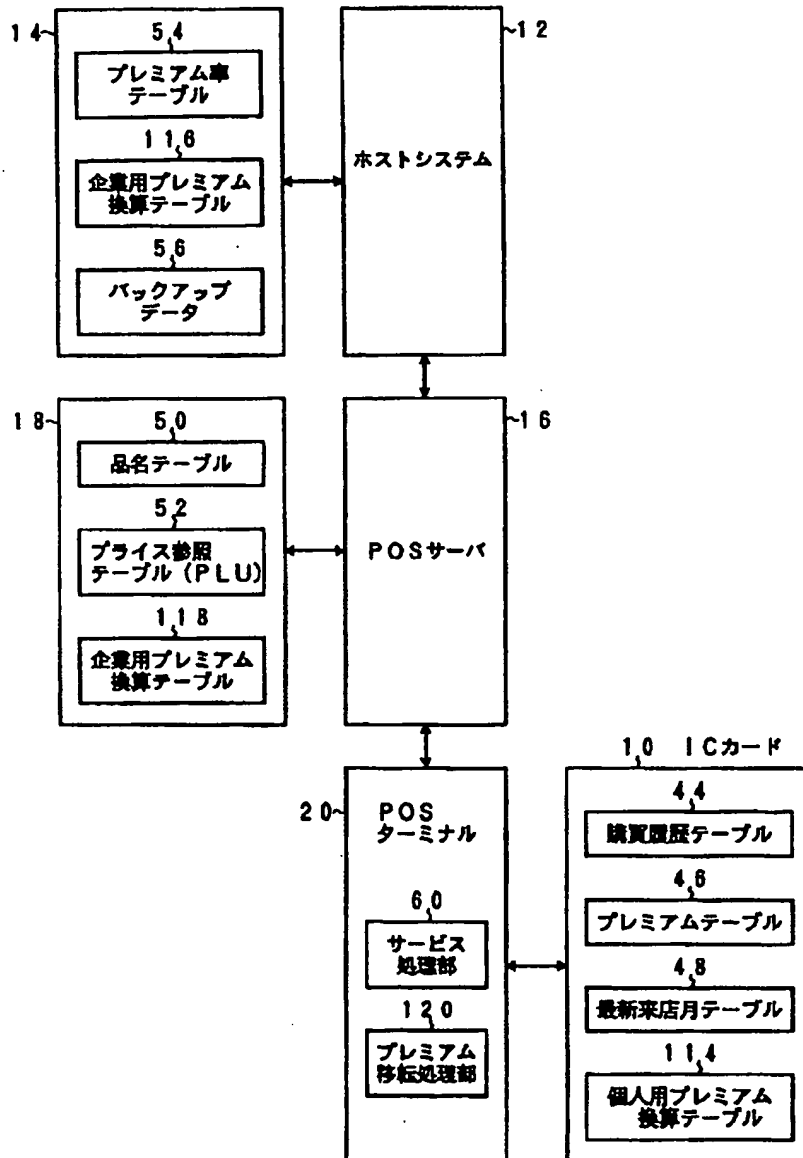 14
54
プレミアム率
テーブル
116
企業用プレミアム
換算テーブル
56
バックアップ
データ
12
ホストシステム
18
50
品名テーブル
52
プライス参照
テーブル(PLU)
118
企業用プレミアム
換算テーブル
16
POSサーバ
20
POS
ターミナル
60
サービス
処理部
120
プレミアム
移転処理部
10 ICカード
44
購買履歴テーブル
46
プレミアムテーブル
48
最新来店月テーブル
114
個人用プレミアム
換算テーブル